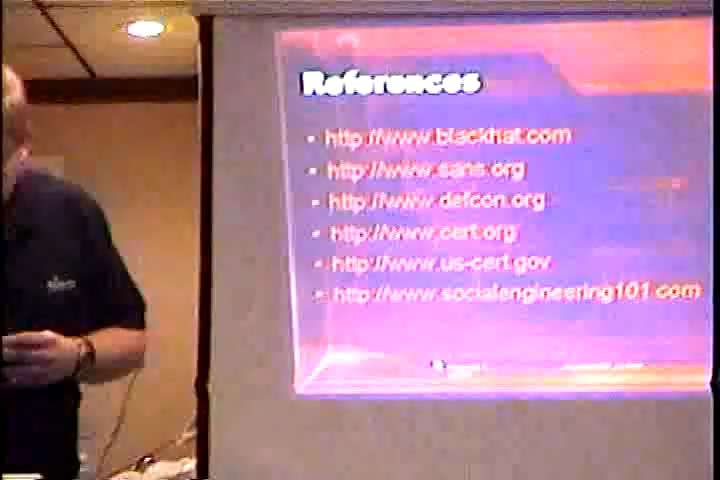 References
• http://www.blackhat.com
• http://www.sans.org
• http://www.defcon.org
• http://www.cert.org
• http://www.us-cert.gov
• http://www.socialengineering101.com